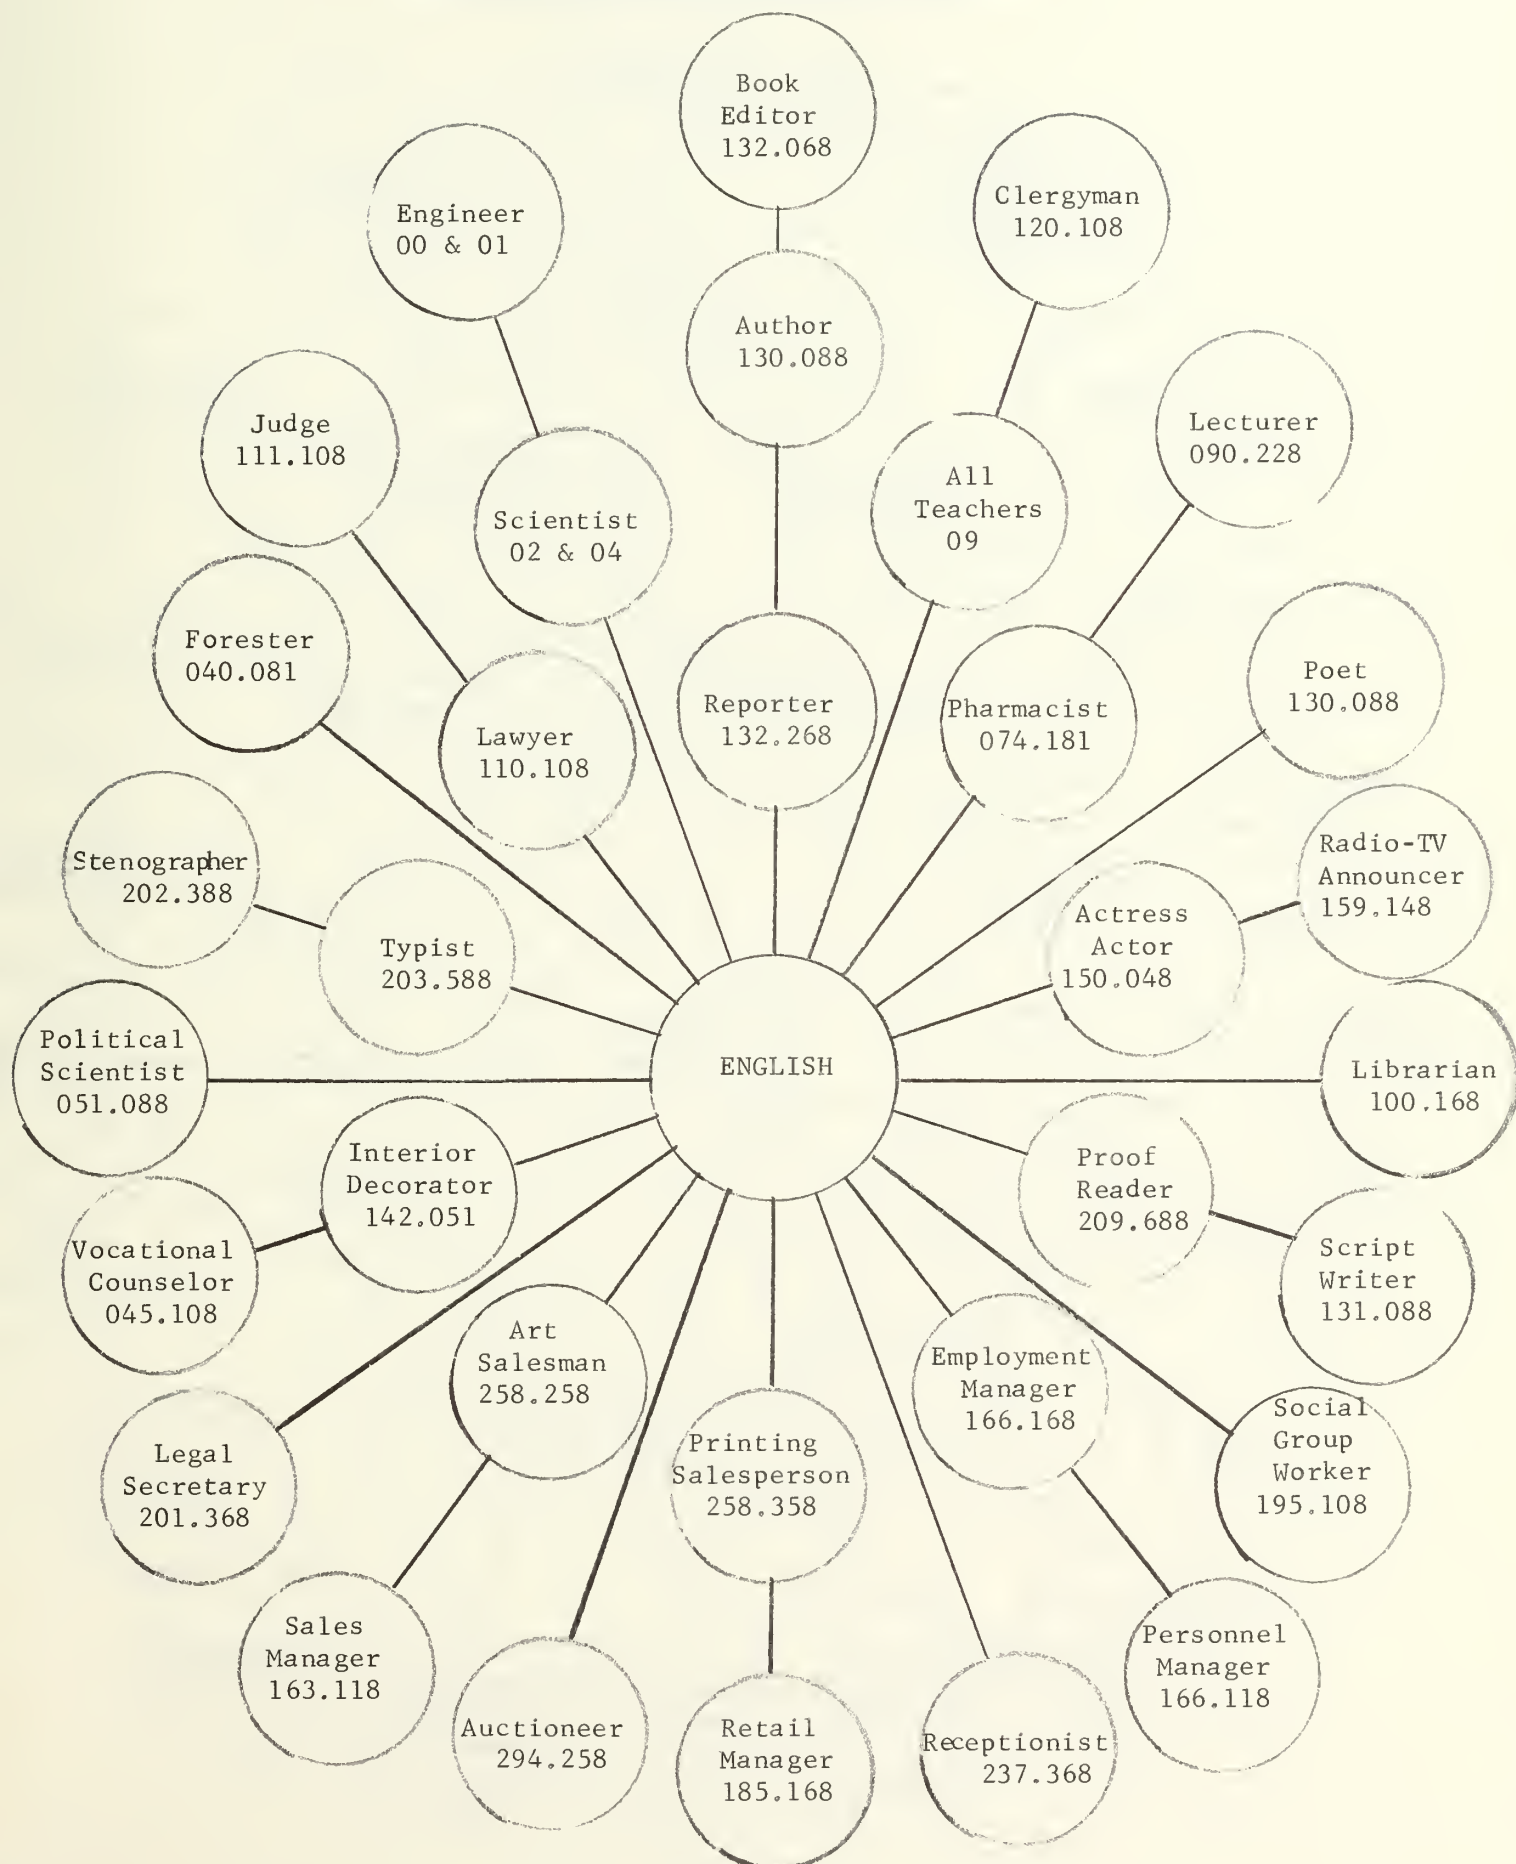 Book
Editor
132.068
Engineer
00 & 01
Clergyman
120.108
Author
130.088
Judge
111.108
Lecturer
090.228
Scientist
02 & 04
All
Teachers
09
Forester
040.081
Lawyer
110.108
Reporter
132.268
Pharmacist
074.181
Poet
130.088
Stenographer
202.388
Typist
203.588
Actress
Actor
150.048
Radio-TV
Announcer
159.148
Political
Scientist
051.088
ENGLISH
Librarian
100.168
Interior
Decorator
142.051
Proof
Reader
209.688
Vocational
Counselor
045.108
Script
Writer
131.088
Art
Salesman
258.258
Employment
Manager
166.168
Legal
Secretary
201.368
Printing
Salesperson
258.358
Social
Group
Worker
195.108
Sales
Manager
163.118
Personnel
Manager
166.118
Auctioneer
294.258
Retail
Manager
185.168
Receptionist
237.368